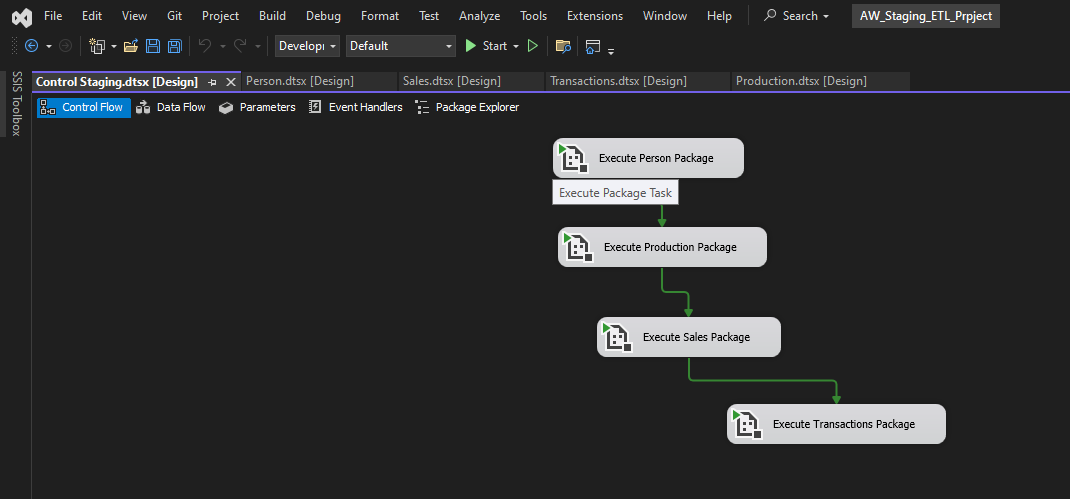 File Edit View Git Project Build Debug Format Test Analyze Tools Extensions Window Help Search AW_Staging_ETL_Prpject
Develop Default Start
SSIS Toolbox
Control Staging.dtsx [Design] Person.dtsx [Design] Sales.dtsx [Design] Transactions.dtsx [Design] Production.dtsx [Design]
Control Flow Data Flow Parameters Event Handlers Package Explorer
Execute Person Package
Execute Package Task
Execute Production Package
Execute Sales Package
Execute Transactions Package